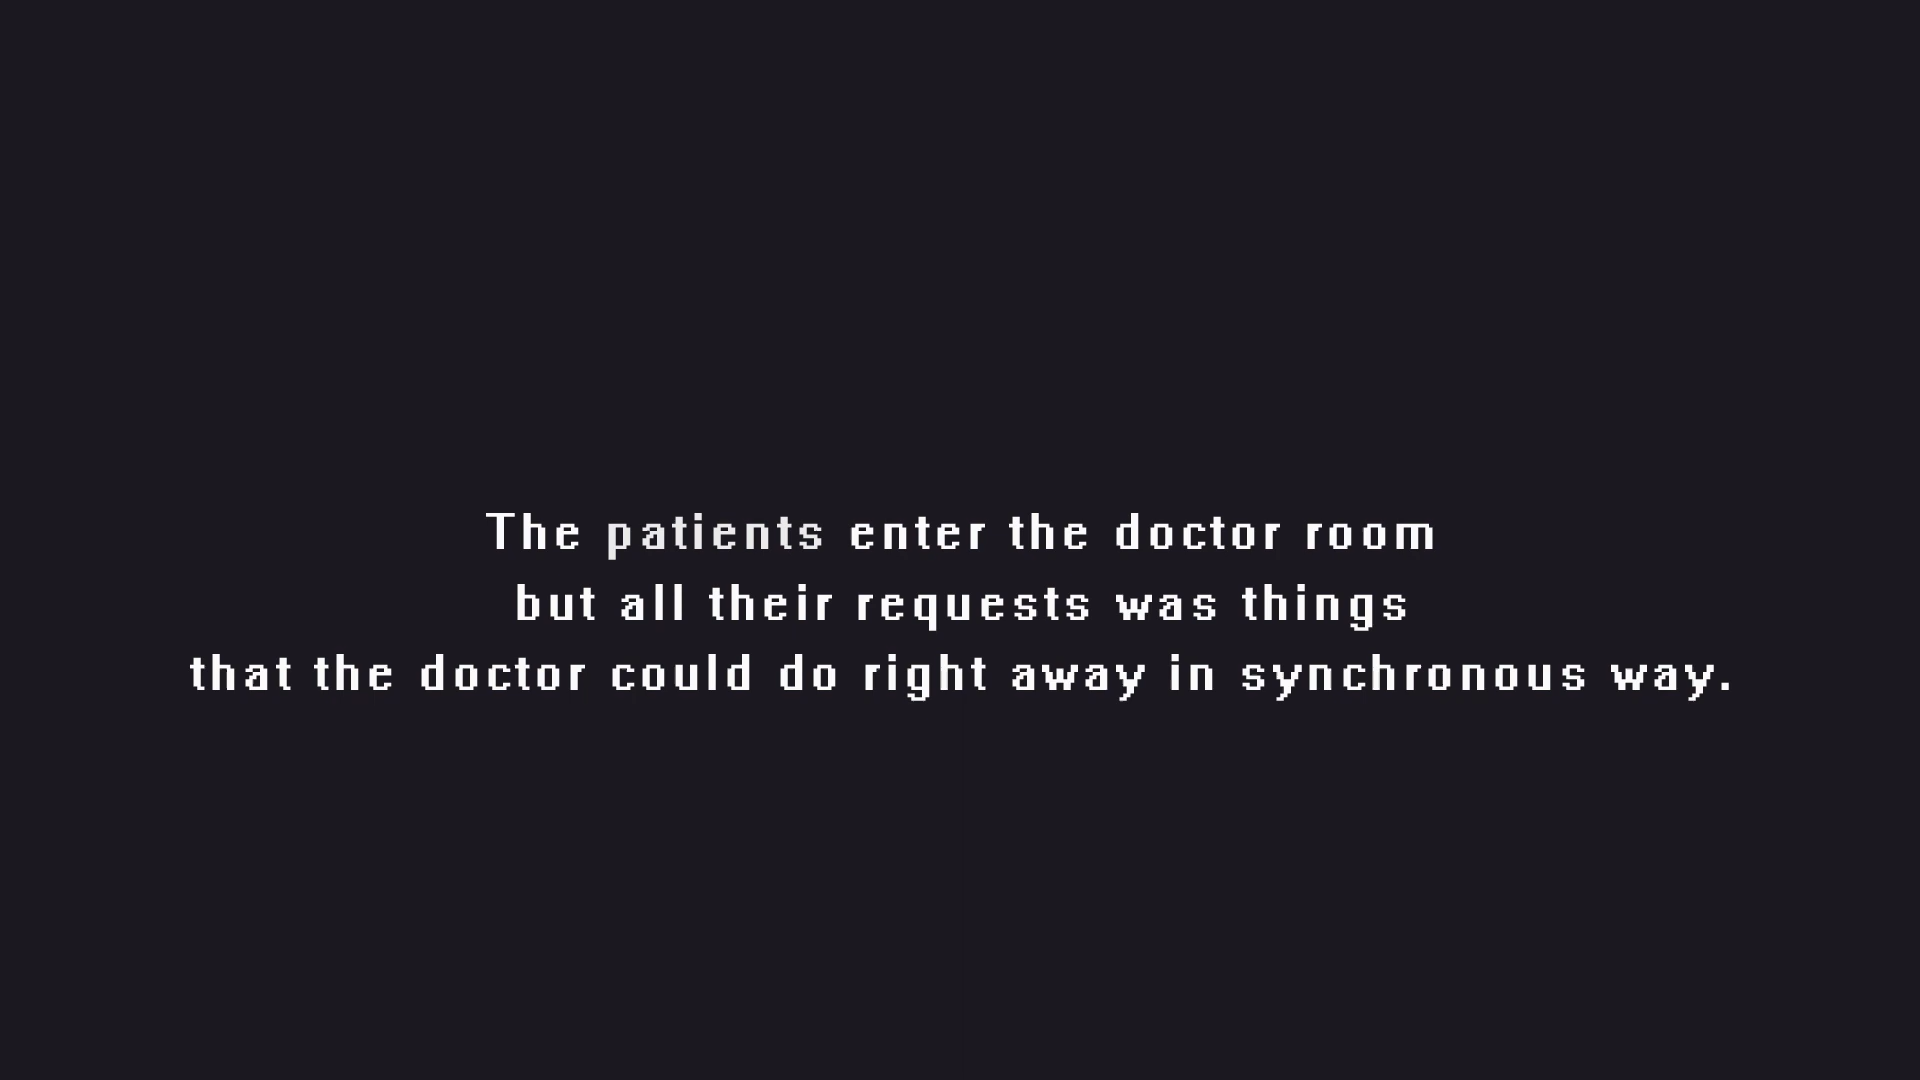 The patients enter the doctor room
but all their requests was things
that the doctor could do right away in synchronous way.